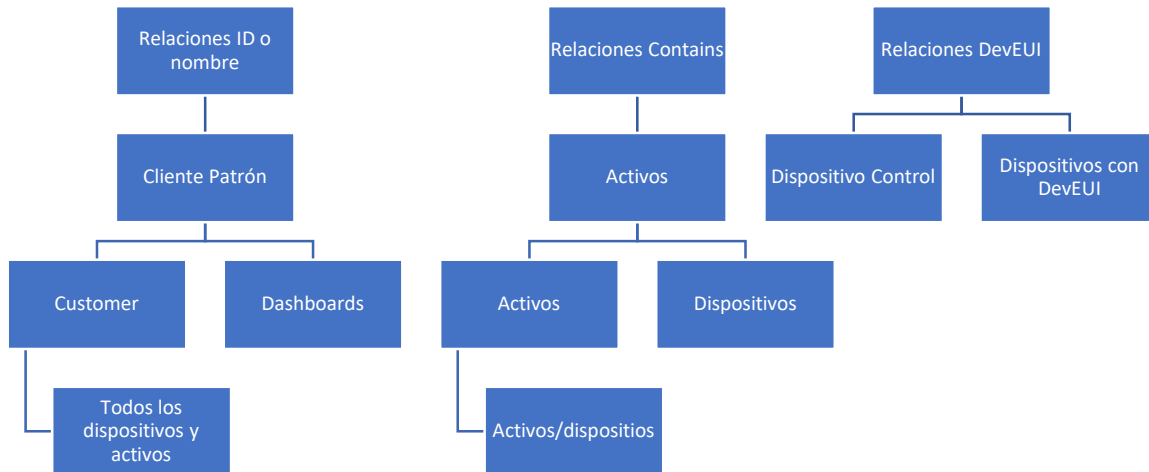 Relaciones ID o
nombre
Relaciones Contains
Relaciones DevEUI
Cliente Patrón
Activos
Dispositivo Control
Dispositivos con
DevEUI
Customer
Dashboards
Activos
Dispositivos
Todos los
dispositivos y
activos
Activos/dispositios